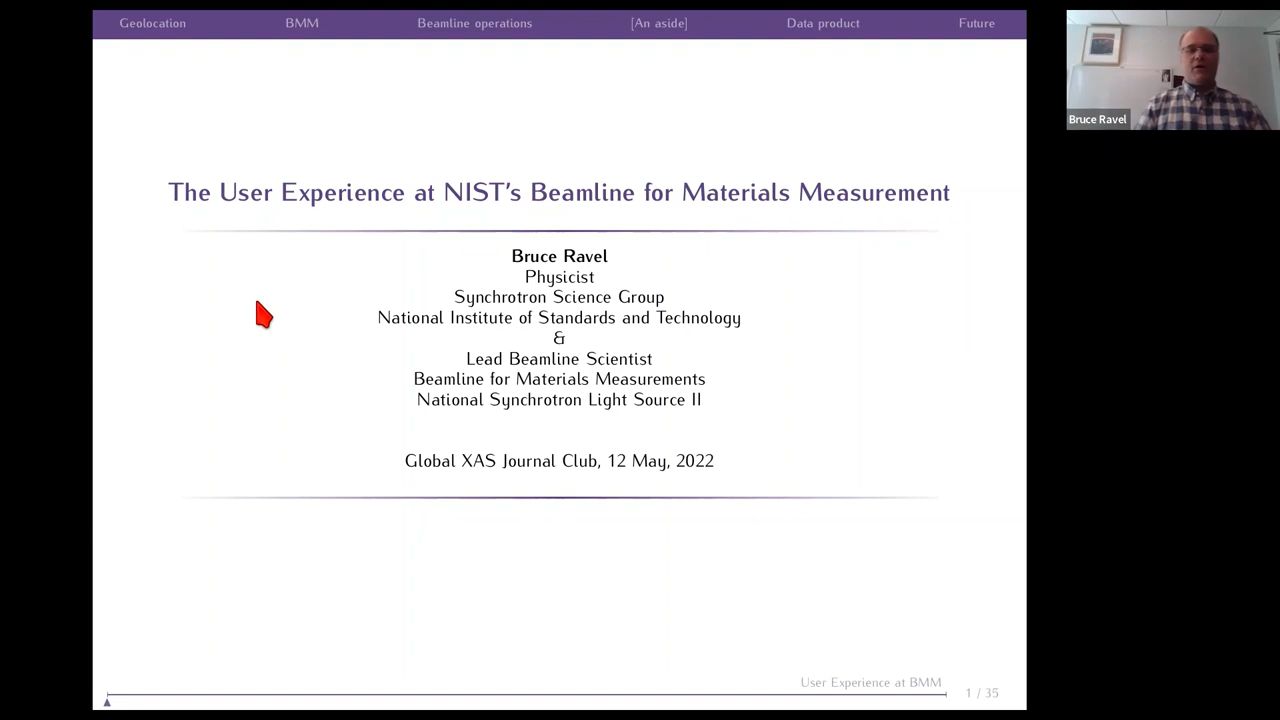 Geolocation BMM Beamline operations [An aside] Data product Future
Bruce Ravel
The User Experience at NIST's Beamline for Materials Measurement
Bruce Ravel
Physicist
Synchrotron Science Group
National Institute of Standards and Technology
&
Lead Beamline Scientist
Beamline for Materials Measurements
National Synchrotron Light Source II
Global XAS Journal Club, 12 May, 2022
User Experience at BMM
1 / 35